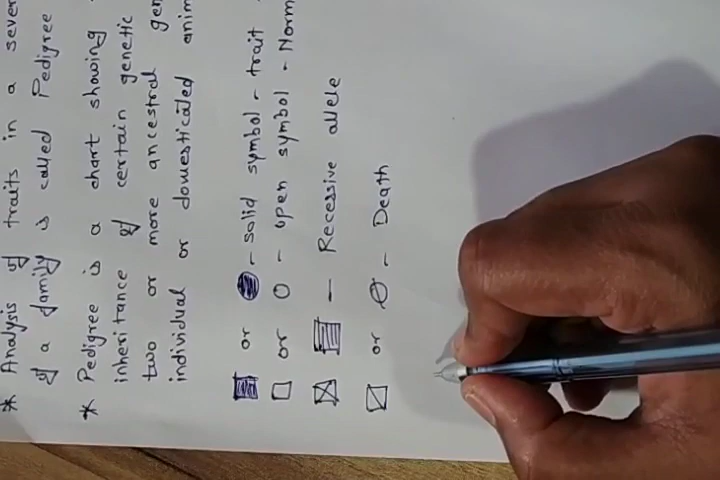 * Analysis of traits in a sever
of a family is called Pedigree
* Pedigree is a chart showing
inheritance of certain genetic
two or more ancestral gen
individual or domesticated anim
or - Solid symbol - trait
or - open symbol - Norm
- Recessive allele
or - Death